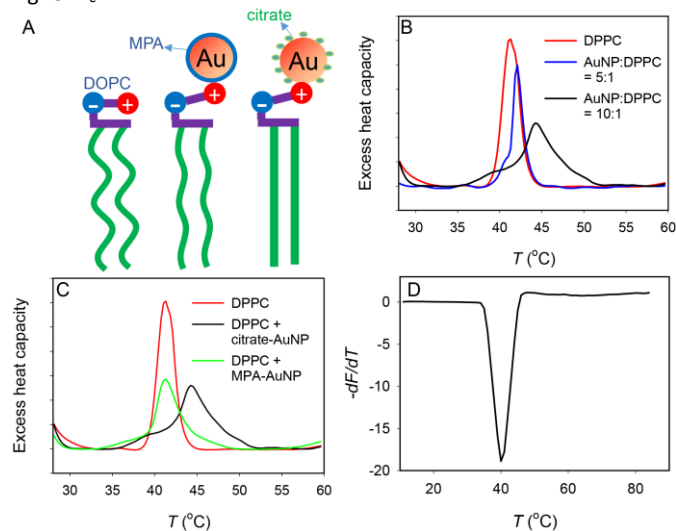 A
citrate
MPA
Au
Au
DOPC
−
+
−
+
−
+
B
DPPC
AuNP:DPPC
= 5:1
AuNP:DPPC
= 10:1
Excess heat capacity
30 35 40 45 50 55 60
T (°C)
C
DPPC
DPPC +
citrate-AuNP
DPPC +
MPA-AuNP
Excess heat capacity
30 35 40 45 50 55 60
T (°C)
D
0
-5
-10
-15
-20
-dF/dT
20 40 60 80
T (°C)